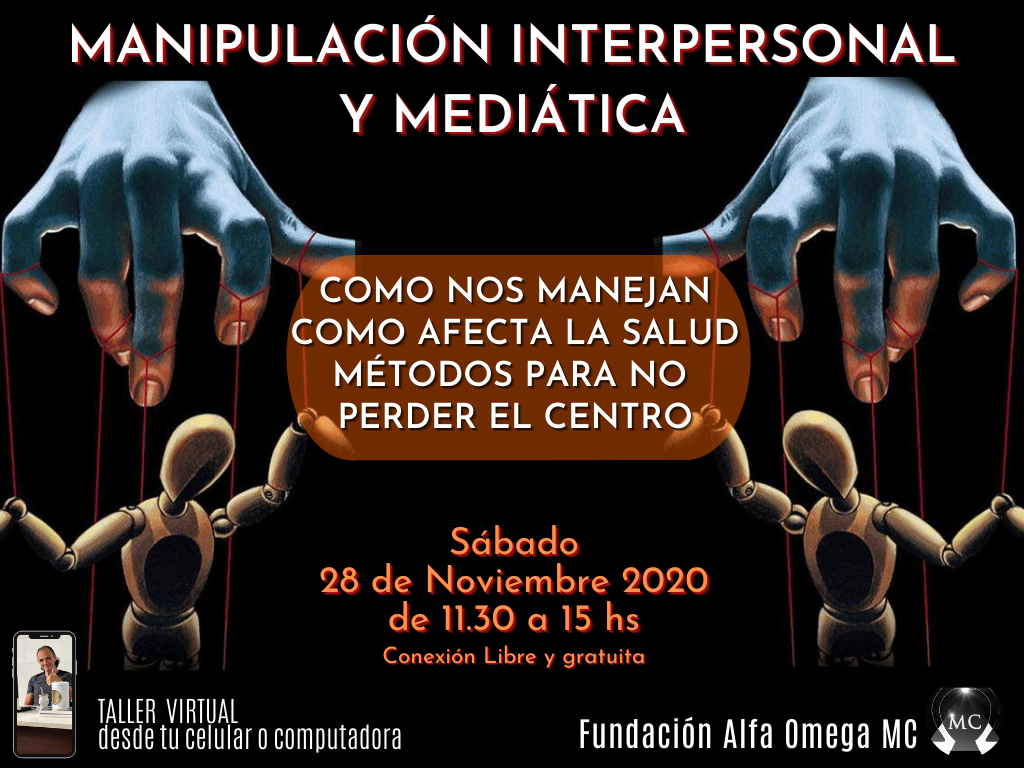 MANIPULACIÓN INTERPERSONAL
Y MEDIÁTICA
COMO NOS MANEJAN
COMO AFECTA LA SALUD
MÉTODOS PARA NO
PERDER EL CENTRO
Sábado
28 de Noviembre 2020
de 11.30 a 15 hs
Conexión Libre y gratuita
TALLER VIRTUAL
desde tu celular o computadora
Fundación Alfa Omega MC
MC